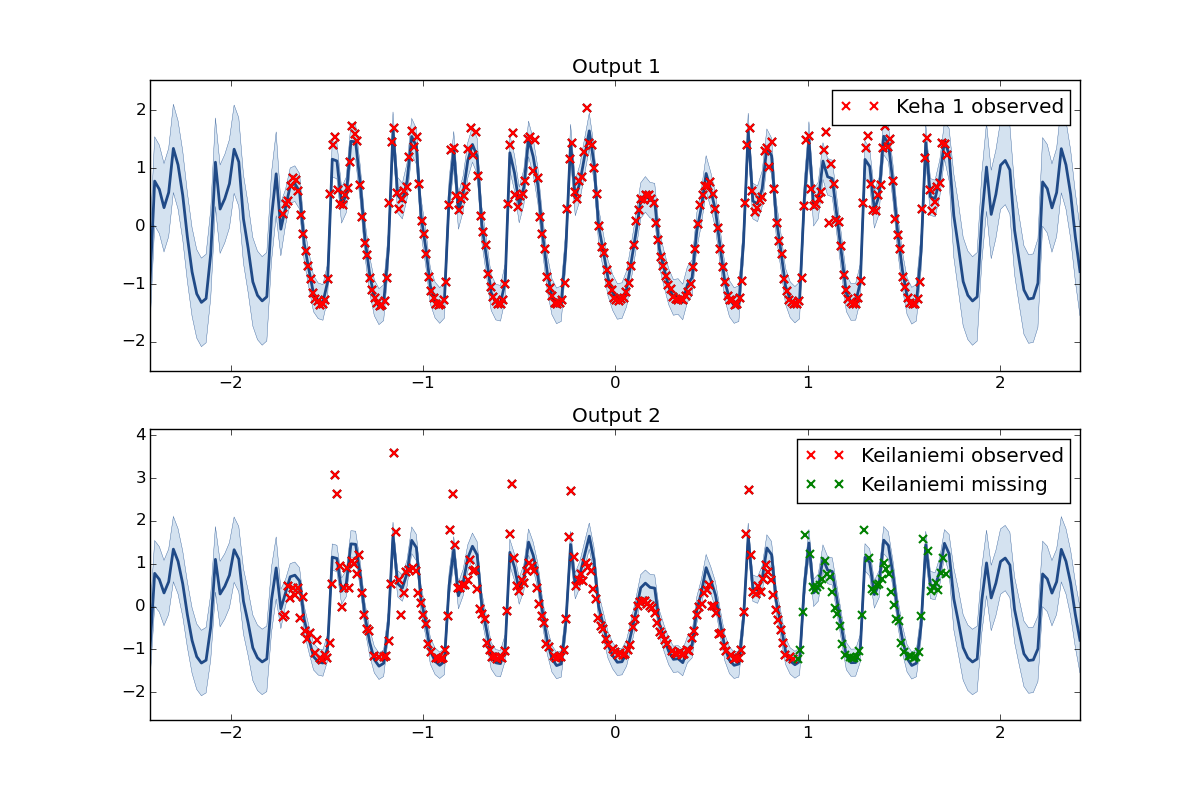 Output 1
Keha 1 observed
2
1
0
−1
−2
−2 −1 0 1 2
Output 2
Keilaniemi observed
Keilaniemi missing
4
3
2
1
0
−1
−2
−2 −1 0 1 2